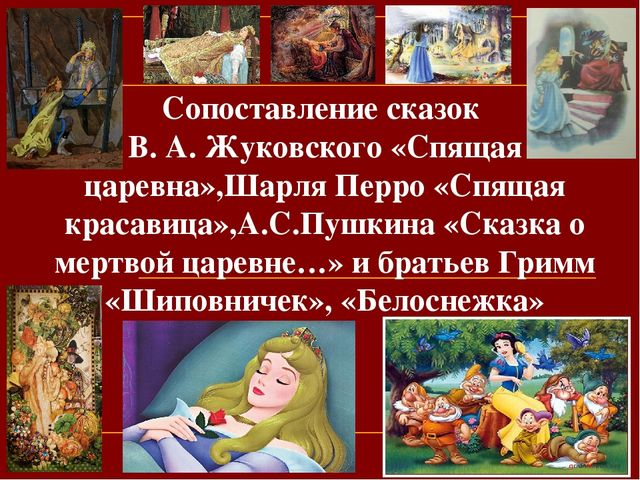 Сопоставление сказок
В. А. Жуковского «Спящая
царевна»,Шарля Перро «Спящая
красавица»,А.С.Пушкина «Сказка о
мертвой царевне…» и братьев Гримм
«Шиповничек», «Белоснежка»